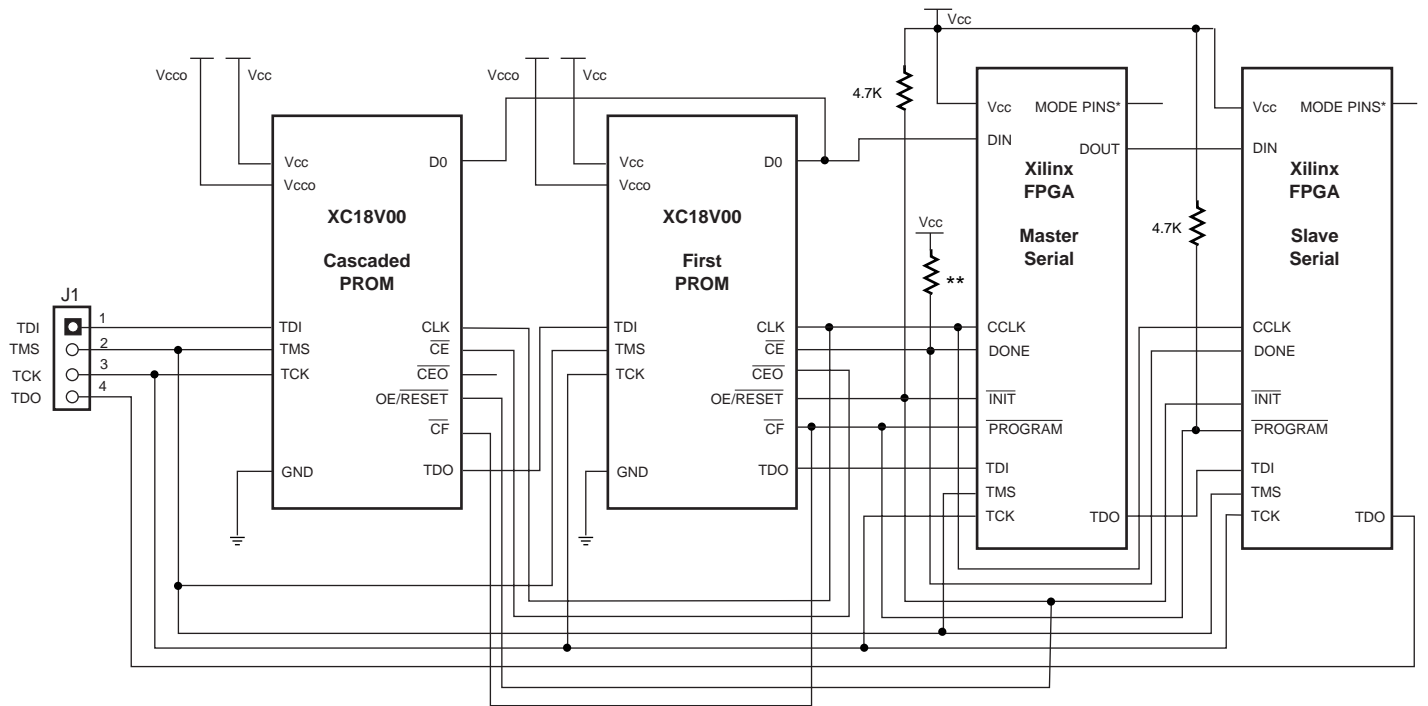 Vcc
Vcco
Vcc
Vcco
Vcc
4.7K
Vcc
MODE PINS*
Vcc
MODE PINS*
DIN
DOUT
DIN
Vcc
Vcco
D0
Vcc
Vcco
D0
XC18V00
Cascaded
PROM
XC18V00
First
PROM
Xilinx
FPGA
Master
Serial
Xilinx
FPGA
Slave
Serial
Vcc
**
4.7K
J1
TDI
1
TMS
2
TCK
3
TDO
4
TDI
TMS
TCK
GND
CLK
CE
CEO
OE/RESET
CF
TDO
TDI
TMS
TCK
GND
CLK
CE
CEO
OE/RESET
CF
TDO
CCLK
DONE
INIT
PROGRAM
TDI
TMS
TCK
TDO
CCLK
DONE
INIT
PROGRAM
TDI
TMS
TCK
TDO